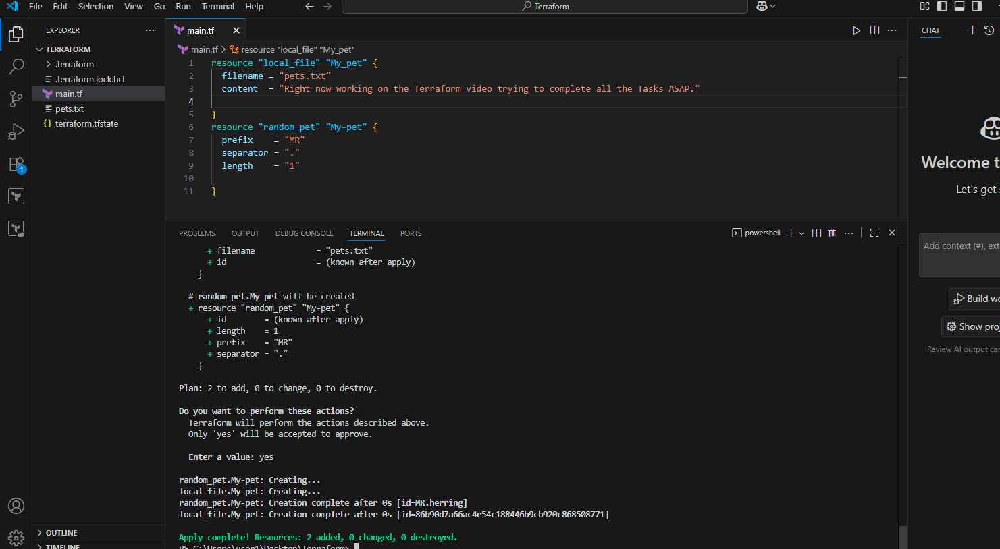 File Edit Selection View Go Run Terminal Help
Terraform
EXPLORER
TERRAFORM
.terraform
.terraform.lock.hcl
main.tf
pets.txt
terraform.tfstate
1
OUTLINE
TIMELINE
main.tf
main.tf > resource "local_file" "My_pet"
1 resource "local_file" "My_pet" {
2 filename = "pets.txt"
3 content = "Right now working on the Terraform video trying to complete all the Tasks ASAP."
4
5 }
6 resource "random_pet" "My-pet" {
7 prefix = "MR"
8 separator = "."
9 length = "1"
10
11 }
PROBLEMS OUTPUT DEBUG CONSOLE TERMINAL PORTS
powershell
+ filename = "pets.txt"
+ id = (known after apply)
}
# random_pet.My-pet will be created
+ resource "random_pet" "My-pet" {
+ id = (known after apply)
+ length = 1
+ prefix = "MR"
+ separator = "."
}
Plan: 2 to add, 0 to change, 0 to destroy.
Do you want to perform these actions?
Terraform will perform the actions described above.
Only 'yes' will be accepted to approve.
Enter a value: yes
random_pet.My-pet: Creating...
local_file.My_pet: Creating...
random_pet.My-pet: Creation complete after 0s [id=MR.herring]
local_file.My_pet: Creation complete after 0s [id=86b90d7a66ac4e54c188446b9cb920c868508771]
Apply complete! Resources: 2 added, 0 changed, 0 destroyed.
PS C:\Users\user1\Desktop\Terraform>
CHAT
Welcome t
Let's get
Add context (#), ext
Build wo
Show proj
Review AI output car